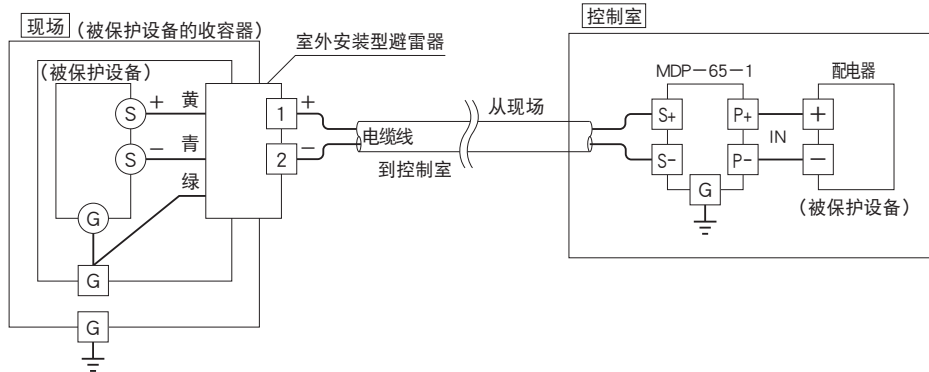 现场 (被保护设备的收容器)
控制室
室外安装型避雷器
(被保护设备)
MDP-65-1
配电器
从现场
S + 黄
1 +
S+
P+
+
IN
电缆线
S - 青
2 -
S-
P-
-
到控制室
绿
G
G
(被保护设备)
G
G